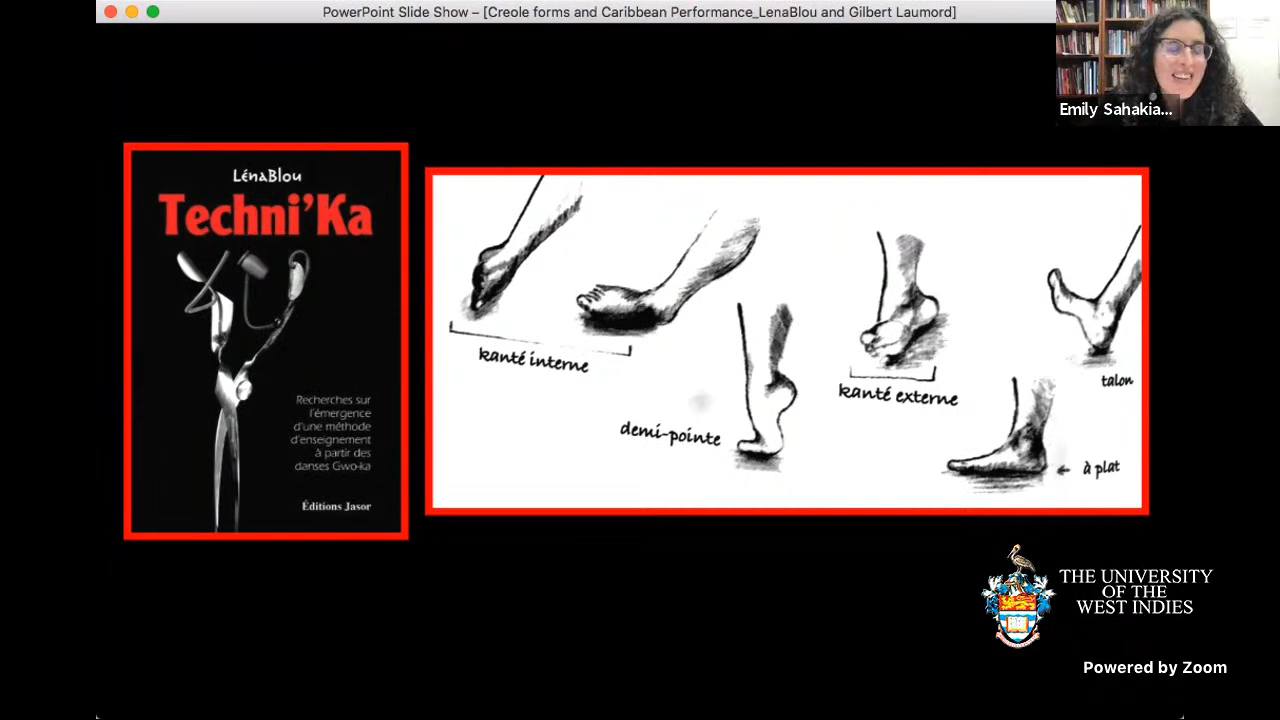 PowerPoint Slide Show – [Creole forms and Caribbean Performance_LenaBlou and Gilbert Laumord]
Emily Sahakia...
LénaBlou
Techni'Ka
Recherches sur
l'émergence
d'une méthode
d'enseignement
à partir des
danses Gwo-ka
Éditions Jasor
kanté interne
demi-pointe
kanté externe
talon
à plat
THE UNIVERSITY
OF THE
WEST INDIES
Powered by Zoom